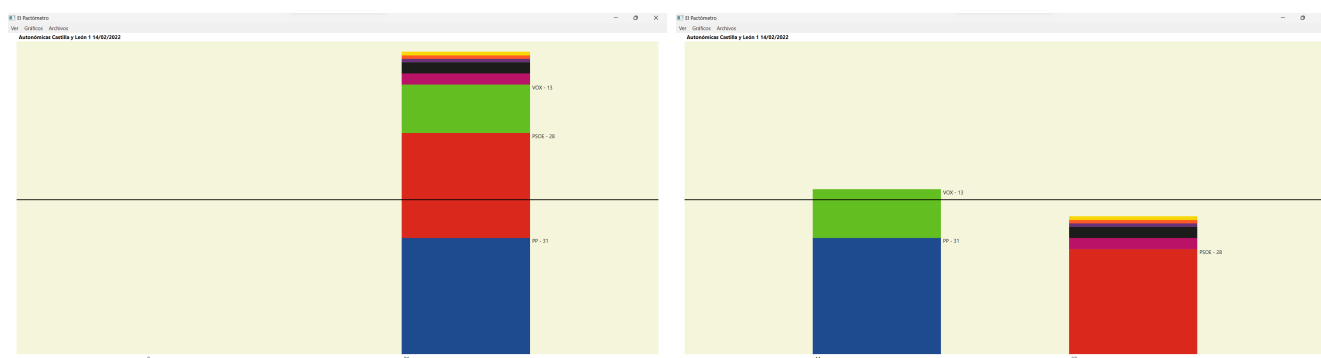 El Pactómetro
Ver Gráficos Archivos
Autonómicas Castilla y León 1 14/02/2022
VOX - 13
PSOE - 28
PP - 31
El Pactómetro
Ver Gráficos Archivos
Autonómicas Castilla y León 1 14/02/2022
VOX - 13
PP - 31
PSOE - 28